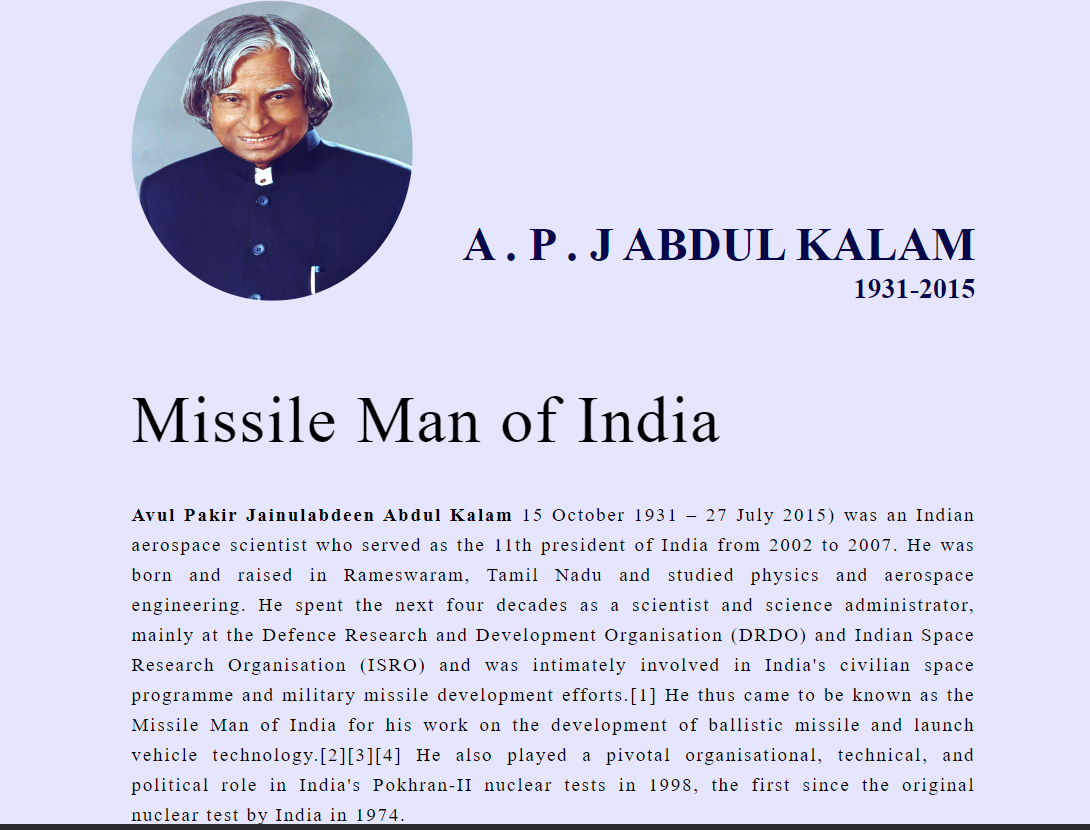 A . P . J ABDUL KALAM
1931-2015
Missile Man of India
Avul Pakir Jainulabdeen Abdul Kalam 15 October 1931 – 27 July 2015) was an Indian
aerospace scientist who served as the 11th president of India from 2002 to 2007. He was
born and raised in Rameswaram, Tamil Nadu and studied physics and aerospace
engineering. He spent the next four decades as a scientist and science administrator,
mainly at the Defence Research and Development Organisation (DRDO) and Indian Space
Research Organisation (ISRO) and was intimately involved in India's civilian space
programme and military missile development efforts.[1] He thus came to be known as the
Missile Man of India for his work on the development of ballistic missile and launch
vehicle technology.[2][3][4] He also played a pivotal organisational, technical, and
political role in India's Pokhran-II nuclear tests in 1998, the first since the original
nuclear test by India in 1974.